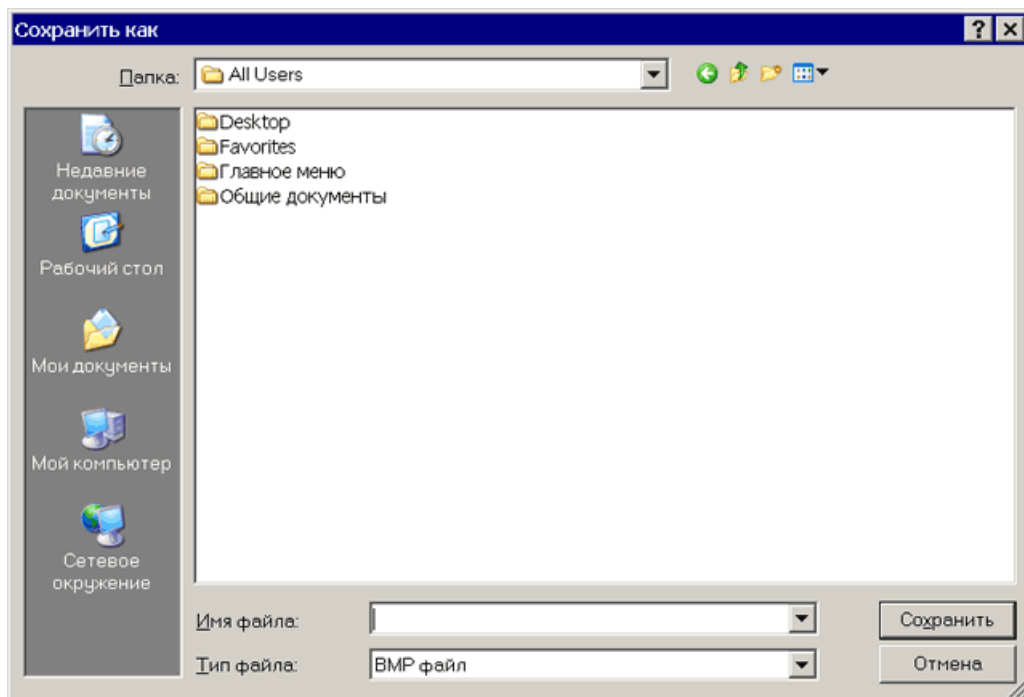 Сохранить как
Папка:
All Users
Desktop
Favorites
Главное меню
Общие документы
Недавние
документы
Рабочий стол
Мои документы
Мой компьютер
Сетевое
окружение
Имя файла:
Сохранить
Тип файла:
BMP файл
Отмена